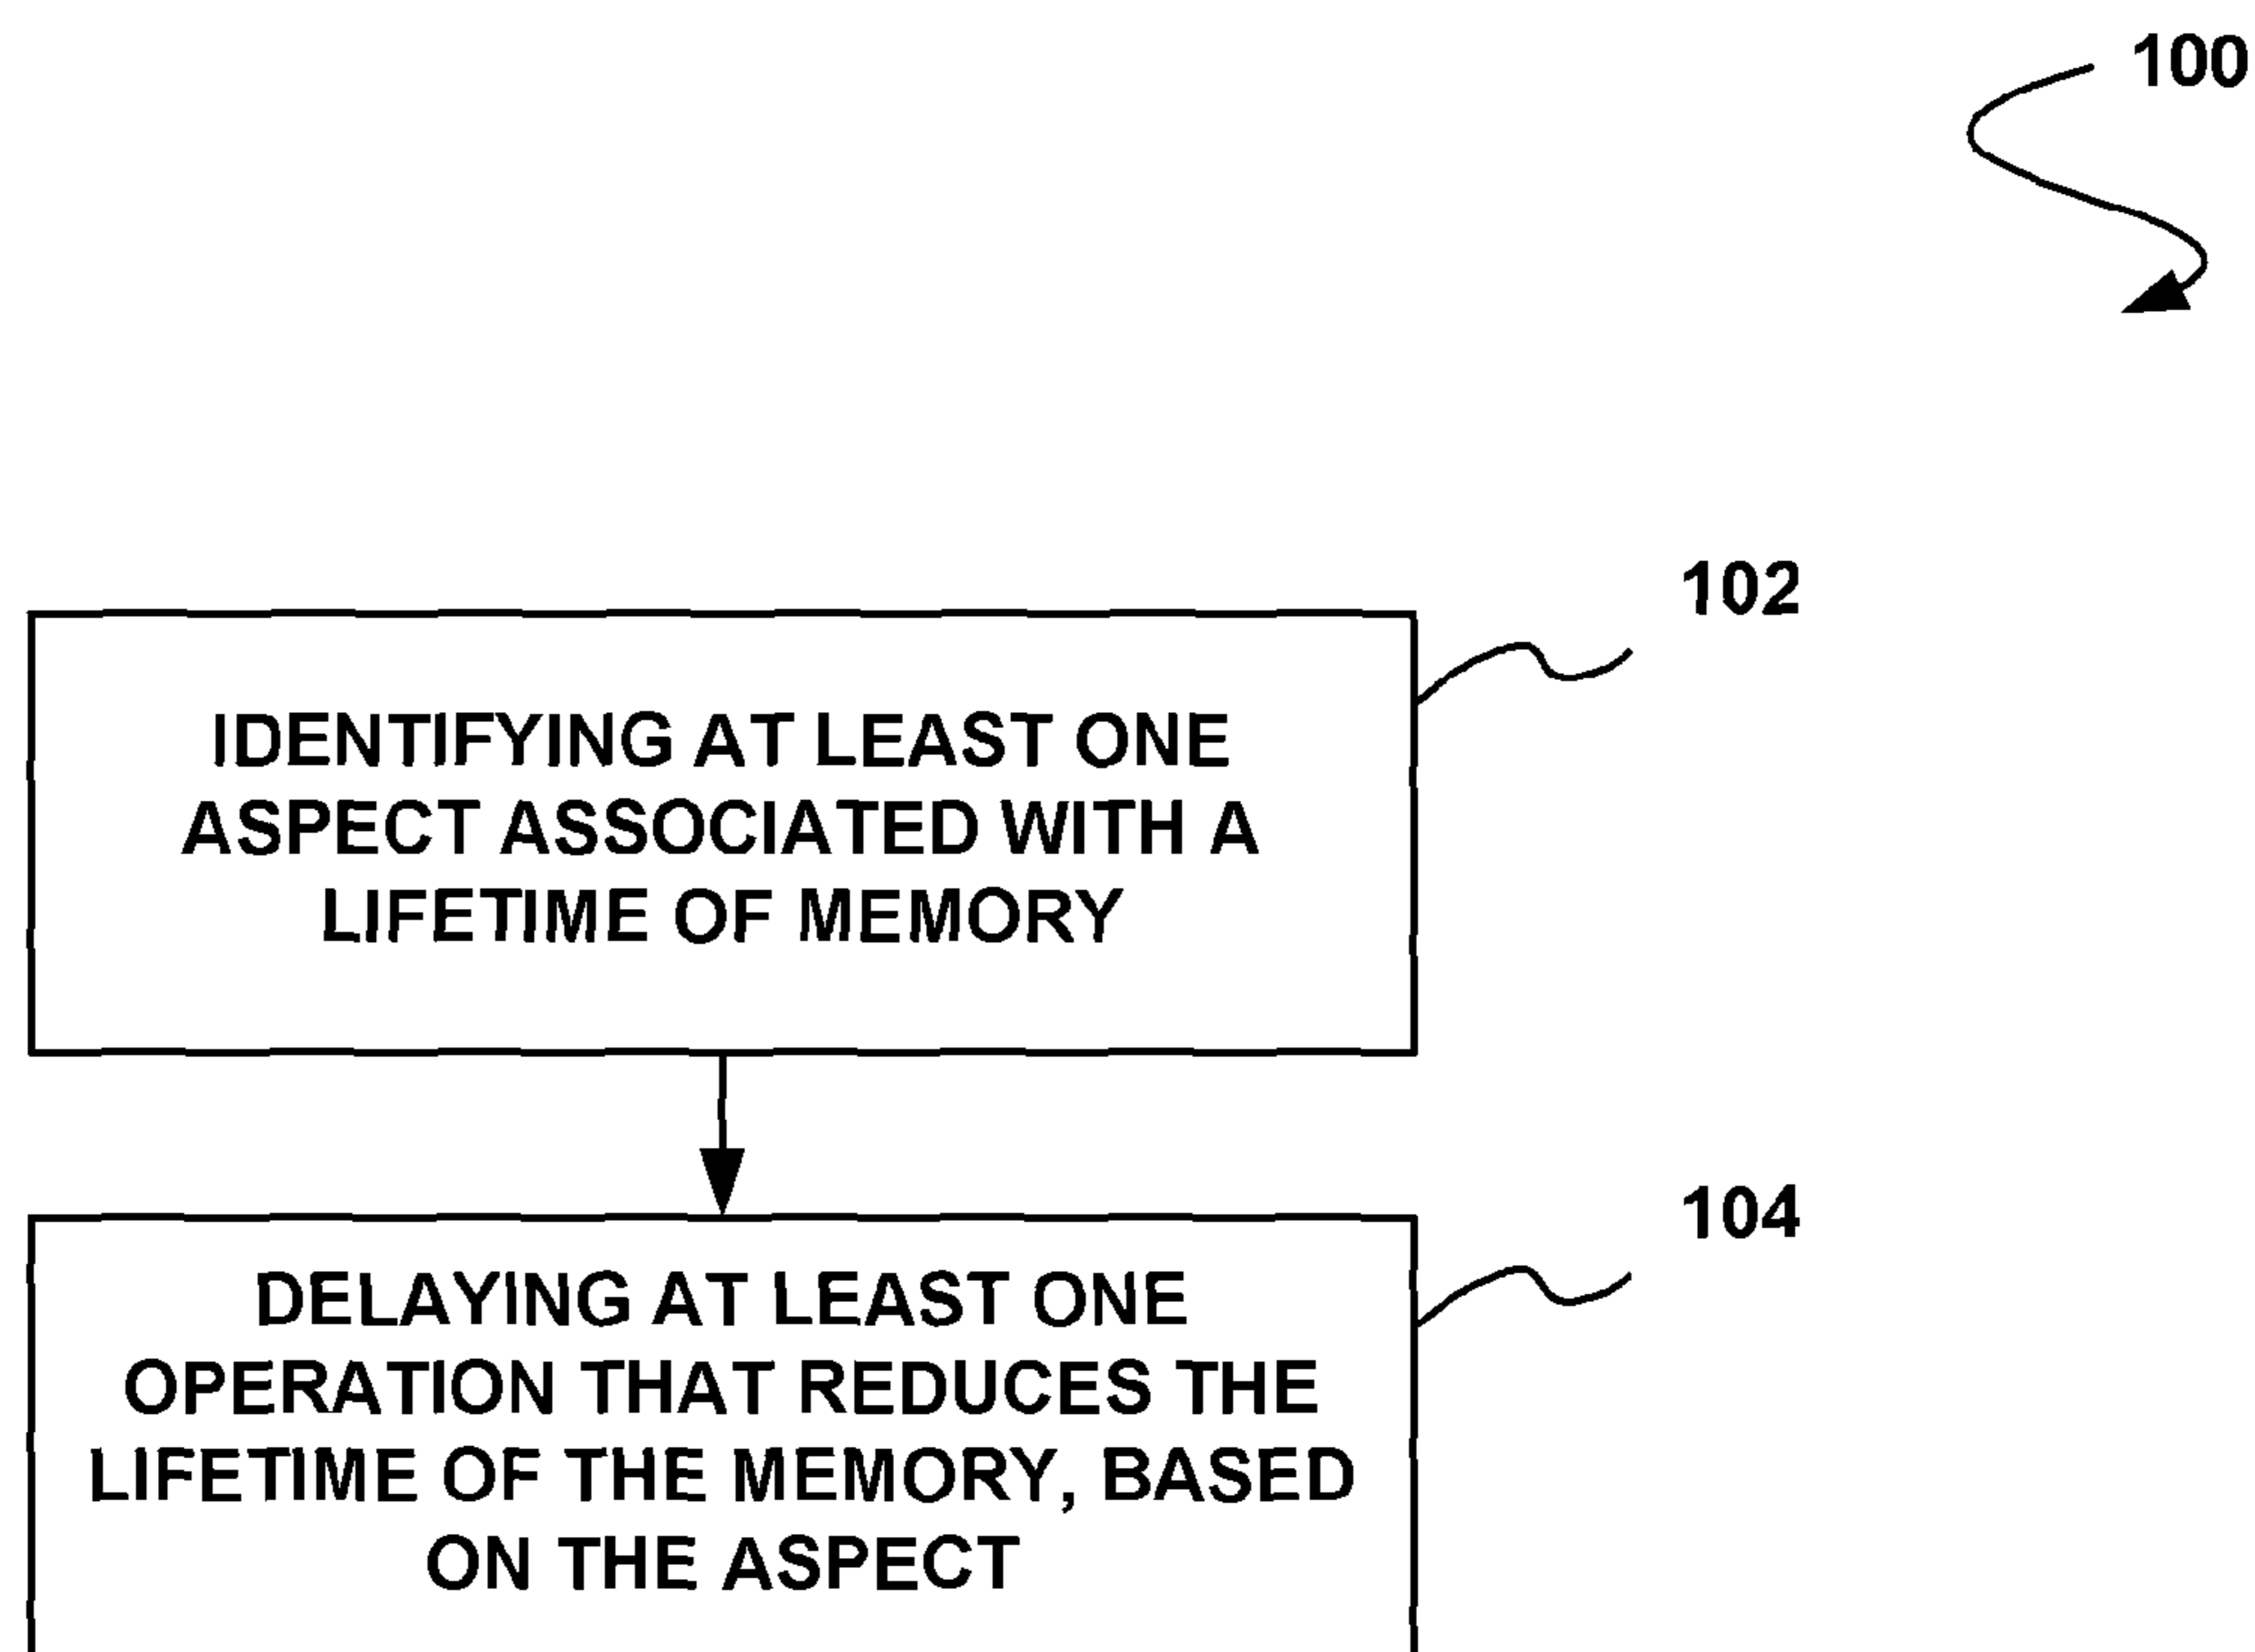 100
102
IDENTIFYING AT LEAST ONE
ASPECT ASSOCIATED WITH A
LIFETIME OF MEMORY
104
DELAYING AT LEAST ONE
OPERATION THAT REDUCES THE
LIFETIME OF THE MEMORY, BASED
ON THE ASPECT